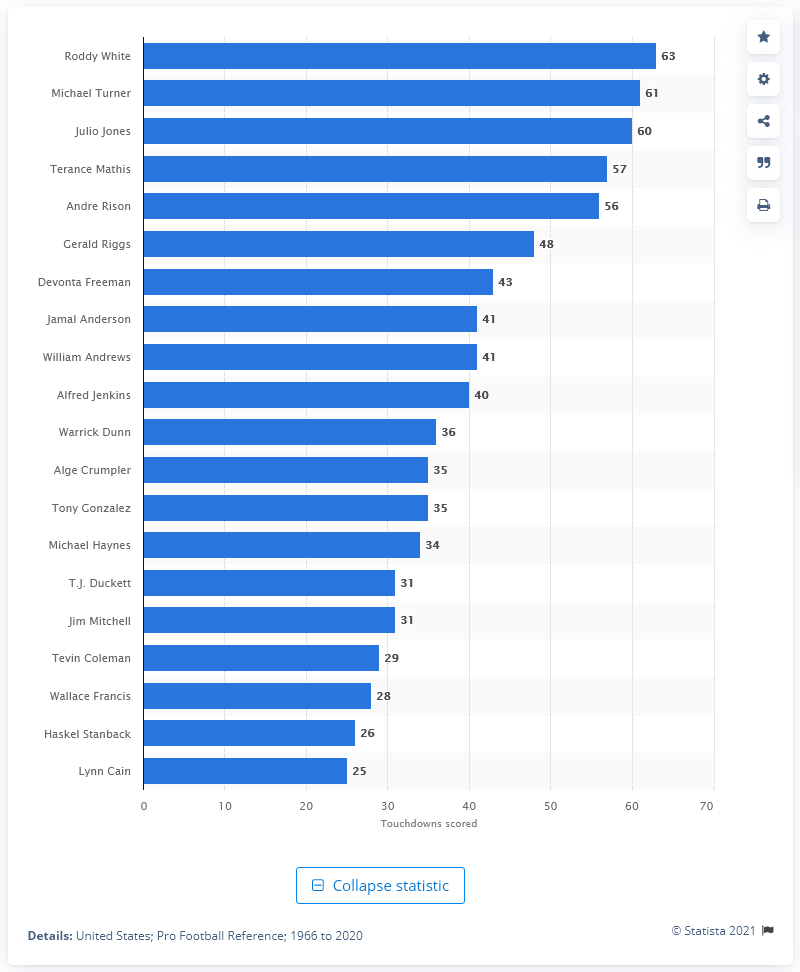 Roddy White 63
Michael Turner 61
Julio Jones 60
Terance Mathis 57
Andre Rison 56
Gerald Riggs 48
Devonta Freeman 43
Jamal Anderson 41
William Andrews 41
Alfred Jenkins 40
Warrick Dunn 36
Alge Crumpler 35
Tony Gonzalez 35
Michael Haynes 34
T.J. Duckett 31
Jim Mitchell 31
Tevin Coleman 29
Wallace Francis 28
Haskel Stanback 26
Lynn Cain 25
0 10 20 30 40 50 60 70
Touchdowns scored
Collapse statistic
Details: United States; Pro Football Reference; 1966 to 2020
© Statista 2021